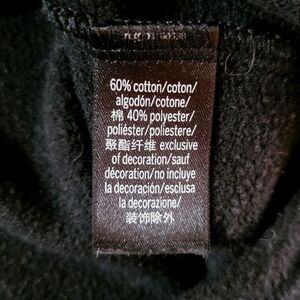 60% cotton/coton/
algodón/cotone/
棉 40% polyester/
poliéster/poliestere/
聚酯纤维 exclusive
of decoration/sauf
décoration/no incluye
la decoración/esclusa
la decorazione/
装饰除外